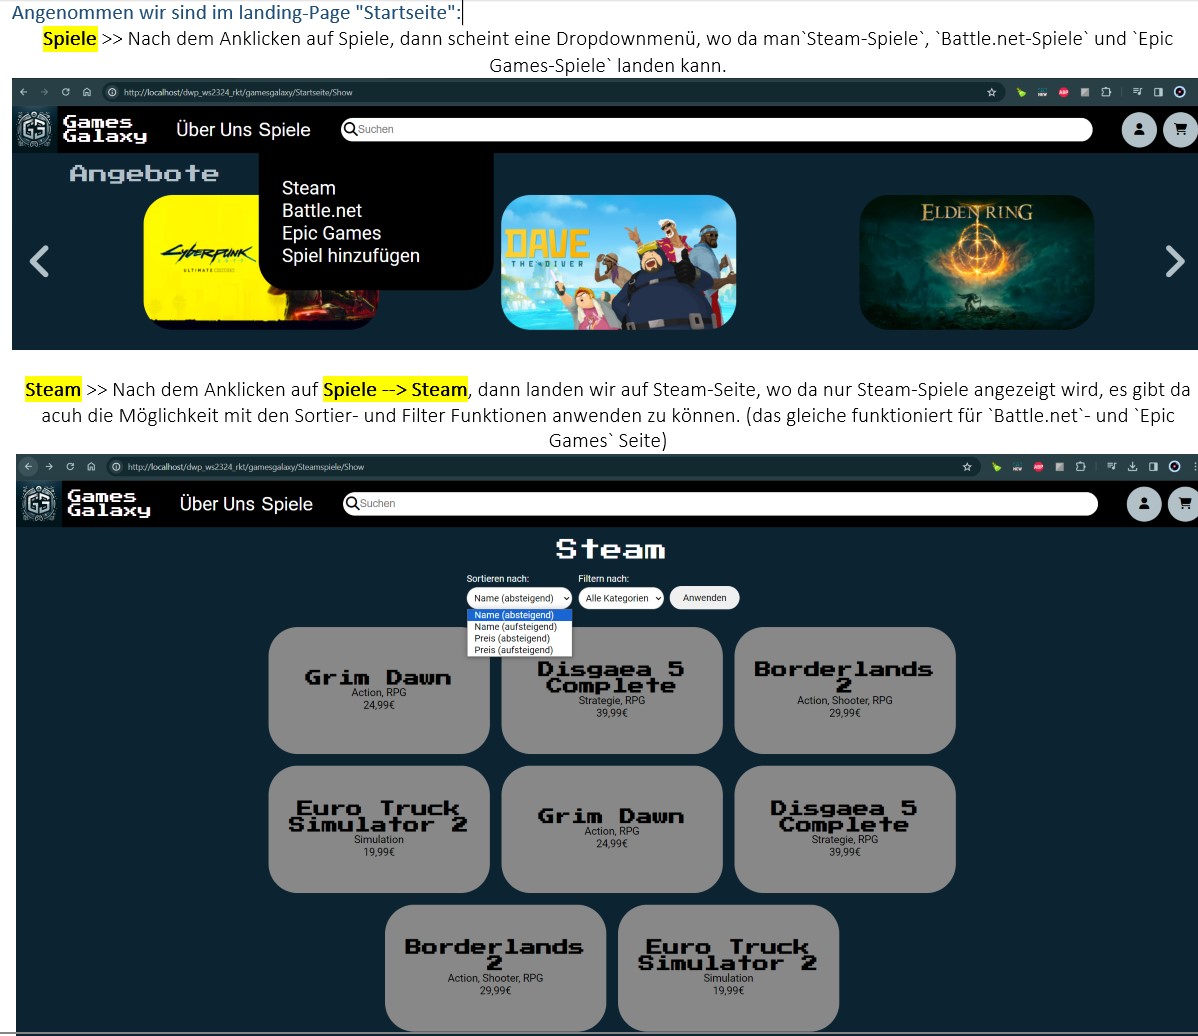 Angenommen wir sind im landing-Page "Startseite":
Spiele >> Nach dem Anklicken auf Spiele, dann scheint eine Dropdownmenü, wo da man`Steam-Spiele`, `Battle.net-Spiele` und `Epic
Games-Spiele` landen kann.
http://localhost/dwp_ws2324_rkt/gamesgalaxy/Startseite/Show
Games
Galaxy
Über Uns Spiele
Suchen
Angebote
Steam
Battle.net
Epic Games
Spiel hinzufügen
CYBERPUNK
ULTIMATE
DAVE
THE DIVER
ELDEN RING
Steam >> Nach dem Anklicken auf Spiele --> Steam, dann landen wir auf Steam-Seite, wo da nur Steam-Spiele angezeigt wird, es gibt da
acuh die Möglichkeit mit den Sortier- und Filter Funktionen anwenden zu können. (das gleiche funktioniert für `Battle.net`- und `Epic
Games` Seite)
http://localhost/dwp_ws2324_rkt/gamesgalaxy/Steamspiele/Show
Games
Galaxy
Über Uns Spiele
Suchen
Steam
Sortieren nach: Filtern nach:
Name (absteigend) Alle Kategorien Anwenden
Name (absteigend)
Name (aufsteigend)
Preis (absteigend)
Preis (aufsteigend)
Grim Dawn
Action, RPG
24,99€
Disgaea 5
Complete
Strategie, RPG
39,99€
Borderlands
2
Action, Shooter, RPG
29,99€
Euro Truck
Simulator 2
Simulation
19,99€
Grim Dawn
Action, RPG
24,99€
Disgaea 5
Complete
Strategie, RPG
39,99€
Borderlands
2
Action, Shooter, RPG
29,99€
Euro Truck
Simulator 2
Simulation
19,99€